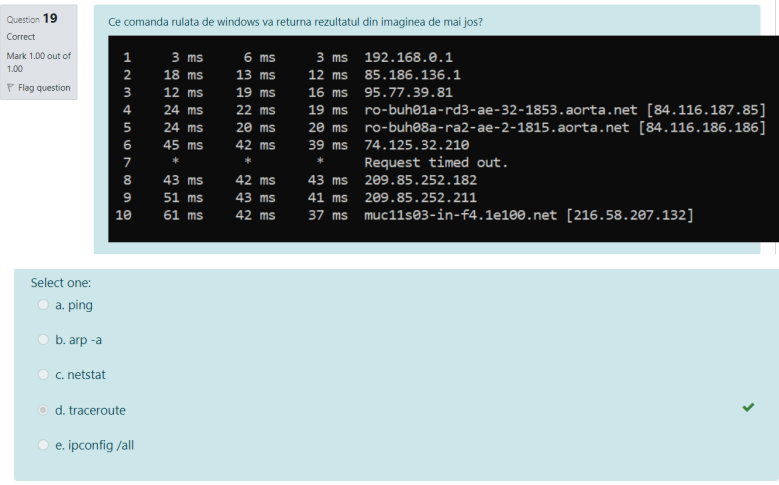 Question 19
Correct
Mark 1.00 out of
1.00
Flag question
Ce comanda rulata de windows va returna rezultatul din imaginea de mai jos?
1 3 ms 6 ms 3 ms 192.168.0.1
2 18 ms 13 ms 12 ms 85.186.136.1
3 12 ms 19 ms 16 ms 95.77.39.81
4 24 ms 22 ms 19 ms ro-buh01a-rd3-ae-32-1853.aorta.net [84.116.187.85]
5 24 ms 20 ms 20 ms ro-buh08a-ra2-ae-2-1815.aorta.net [84.116.186.186]
6 45 ms 42 ms 39 ms 74.125.32.210
7 * * * Request timed out.
8 43 ms 42 ms 43 ms 209.85.252.182
9 51 ms 43 ms 41 ms 209.85.252.211
10 61 ms 42 ms 37 ms muc11s03-in-f4.1e100.net [216.58.207.132]
Select one:
a. ping
b. arp -a
c. netstat
d. traceroute
e. ipconfig /all